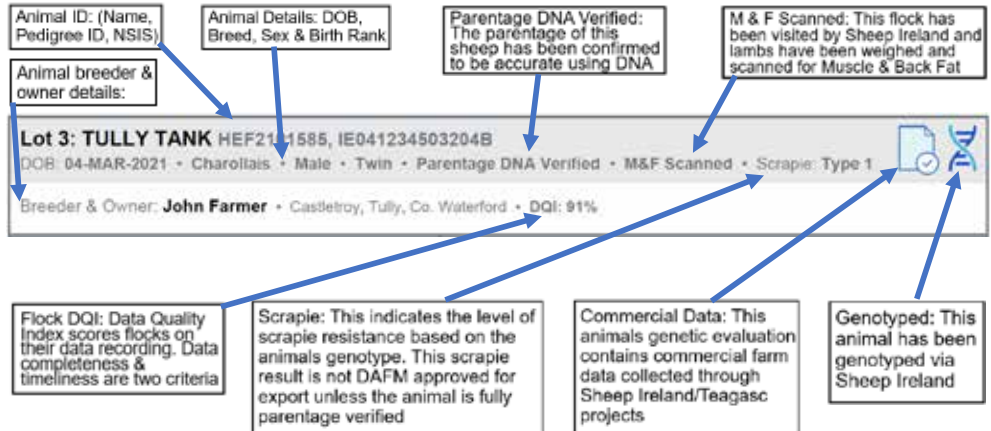 Animal ID: (Name,
Pedigree ID, NSIS)
Animal Details: DOB,
Breed, Sex & Birth Rank
Parentage DNA Verified:
The parentage of this
sheep has been confirmed
to be accurate using DNA
M & F Scanned: This flock has
been visited by Sheep Ireland and
lambs have been weighed and
scanned for Muscle & Back Fat
Animal breeder &
owner details:
Lot 3: TULLY TANK IE041234503204B
DOB: 04-MAR-2021 • Charollais • Male • Twin • Parentage DNA Verified • M&F Scanned • Scrapie: Type 1
Breeder & Owner: John Farmer • Castletroy, Tully, Co. Waterford • DQI: 91%
Flock DQI: Data Quality
Index scores flocks on
their data recording. Data
completeness &
timeliness are two criteria
Scrapie: This indicates the level of
scrapie resistance based on the
animals genotype. This scrapie
result is not DAFM approved for
export unless the animal is fully
parentage verified
Commercial Data: This
animals genetic evaluation
contains commercial farm
data collected through
Sheep Ireland/Teagasc
projects
Genotyped: This
animal has been
genotyped via
Sheep Ireland